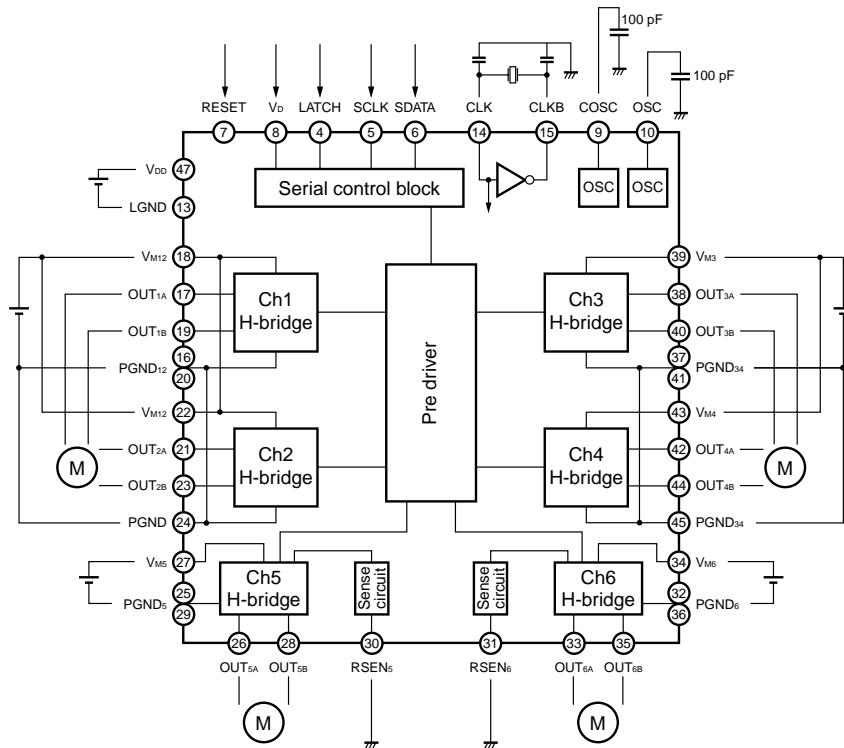 100 pF
100 pF
RESET VD LATCH SCLK SDATA CLK CLKB COSC OSC
7 8 4 5 6 14 15 9 10
VDD 47
LGND 13
Serial control block
OSC OSC
VM12 18
OUT1A 17
OUT1B 19
16
PGND12
20
Ch1
H-bridge
Pre driver
Ch3
H-bridge
39 VM3
38 OUT3A
40 OUT3B
37
PGND34
41
VM12 22
OUT2A 21
OUT2B 23
PGND 24
M
Ch2
H-bridge
Ch4
H-bridge
43 VM4
42 OUT4A
44 OUT4B
45 PGND34
M
VM5 27
25
PGND5
29
Ch5
H-bridge
Sense
circuit
Sense
circuit
Ch6
H-bridge
34 VM6
32
PGND6
36
26 28 30 31 33 35
OUT5A OUT5B RSEN5 RSEN6 OUT6A OUT6B
M M